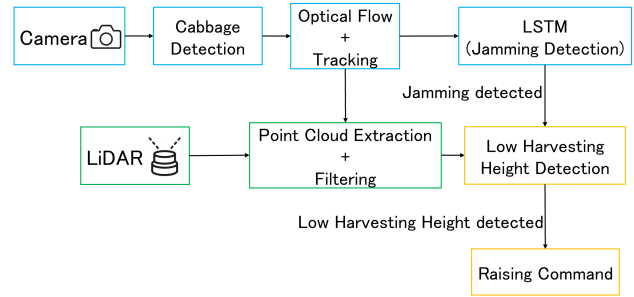 Camera
Cabbage
Detection
Optical Flow
+
Tracking
LSTM
(Jamming Detection)
Jamming detected
LiDAR
Point Cloud Extraction
+
Filtering
Low Harvesting
Height Detection
Low Harvesting Height detected
Raising Command